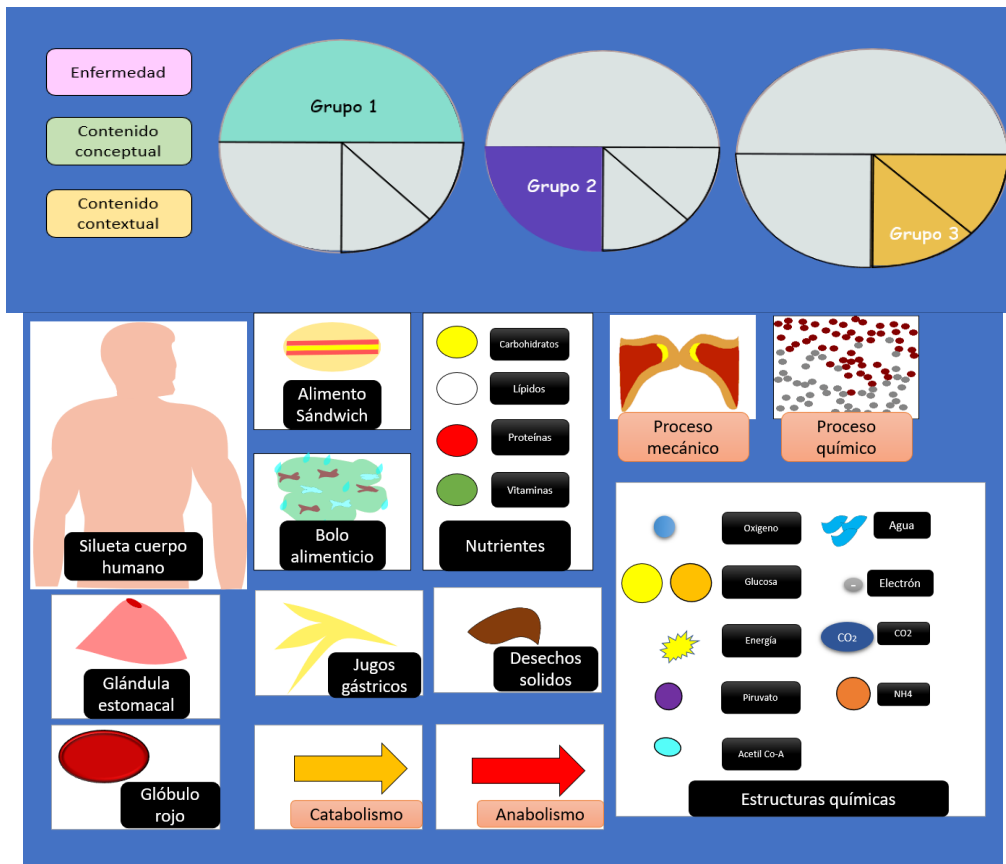 Enfermedad
Contenido
conceptual
Contenido
contextual
Grupo 1
Grupo 2
Grupo 3
Silueta cuerpo
humano
Alimento
Sándwich
Bolo
alimenticio
Carbohidratos
Lípidos
Proteínas
Vitaminas
Nutrientes
Proceso
mecánico
Proceso
químico
Glándula
estomacal
Jugos
gástricos
Desechos
solidos
Glóbulo
rojo
Catabolismo
Anabolismo
Oxigeno
Agua
Glucosa
-
Electrón
Energía
CO₂
CO2
Piruvato
NH4
Acetil Co-A
Estructuras químicas